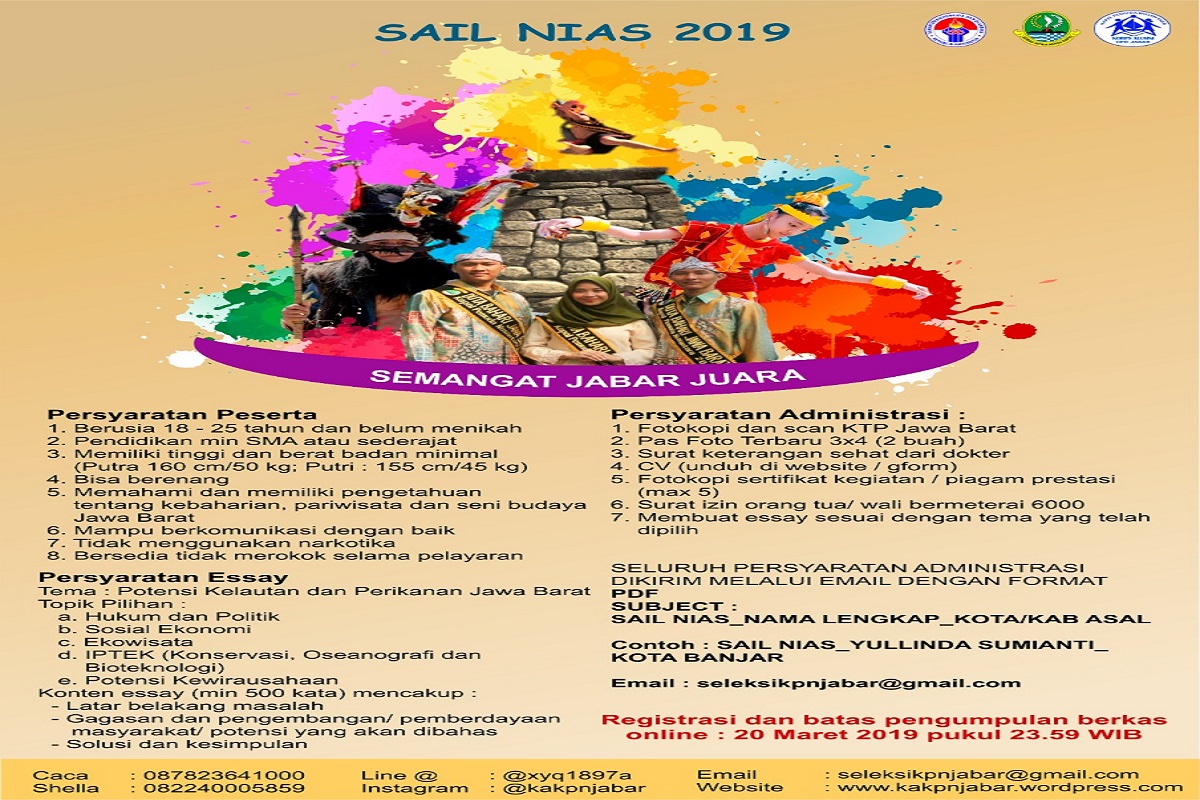 SAIL NIAS 2019
SEMANGAT JABAR JUARA
Persyaratan Peserta
1. Berusia 18 - 25 tahun dan belum menikah
2. Pendidikan min SMA atau sederajat
3. Memiliki tinggi dan berat badan minimal
(Putra 160 cm/50 kg; Putri : 155 cm/45 kg)
4. Bisa berenang
5. Memahami dan memiliki pengetahuan
tentang kebaharian, pariwisata dan seni budaya
Jawa Barat
6. Mampu berkomunikasi dengan baik
7. Tidak menggunakan narkotika
8. Bersedia tidak merokok selama pelayaran
Persyaratan Essay
Tema : Potensi Kelautan dan Perikanan Jawa Barat
Topik Pilihan :
a. Hukum dan Politik
b. Sosial Ekonomi
c. Ekowisata
d. IPTEK (Konservasi, Oseanografi dan
Bioteknologi)
e. Potensi Kewirausahaan
Konten essay (min 500 kata) mencakup :
- Latar belakang masalah
- Gagasan dan pengembangan/ pemberdayaan
masyarakat/ potensi yang akan dibahas
- Solusi dan kesimpulan
Persyaratan Administrasi :
1. Fotokopi dan scan KTP Jawa Barat
2. Pas Foto Terbaru 3x4 (2 buah)
3. Surat keterangan sehat dari dokter
4. CV (unduh di website / gform)
5. Fotokopi sertifikat kegiatan / piagam prestasi
(max 5)
6. Surat izin orang tua/ wali bermeterai 6000
7. Membuat essay sesuai dengan tema yang telah
dipilih
SELURUH PERSYARATAN ADMINISTRASI
DIKIRIM MELALUI EMAIL DENGAN FORMAT
PDF
SUBJECT :
SAIL NIAS_NAMA LENGKAP_KOTA/KAB ASAL
Contoh : SAIL NIAS_YULLINDA SUMIANTI_
KOTA BANJAR
Email : seleksikpnjabar@gmail.com
Registrasi dan batas pengumpulan berkas
online : 20 Maret 2019 pukul 23.59 WIB
Caca : 087823641000
Shella : 082240005859
Line @ : @xyq1897a
Instagram : @kakpnjabar
Email : seleksikpnjabar@gmail.com
Website : www.kakpnjabar.wordpress.com